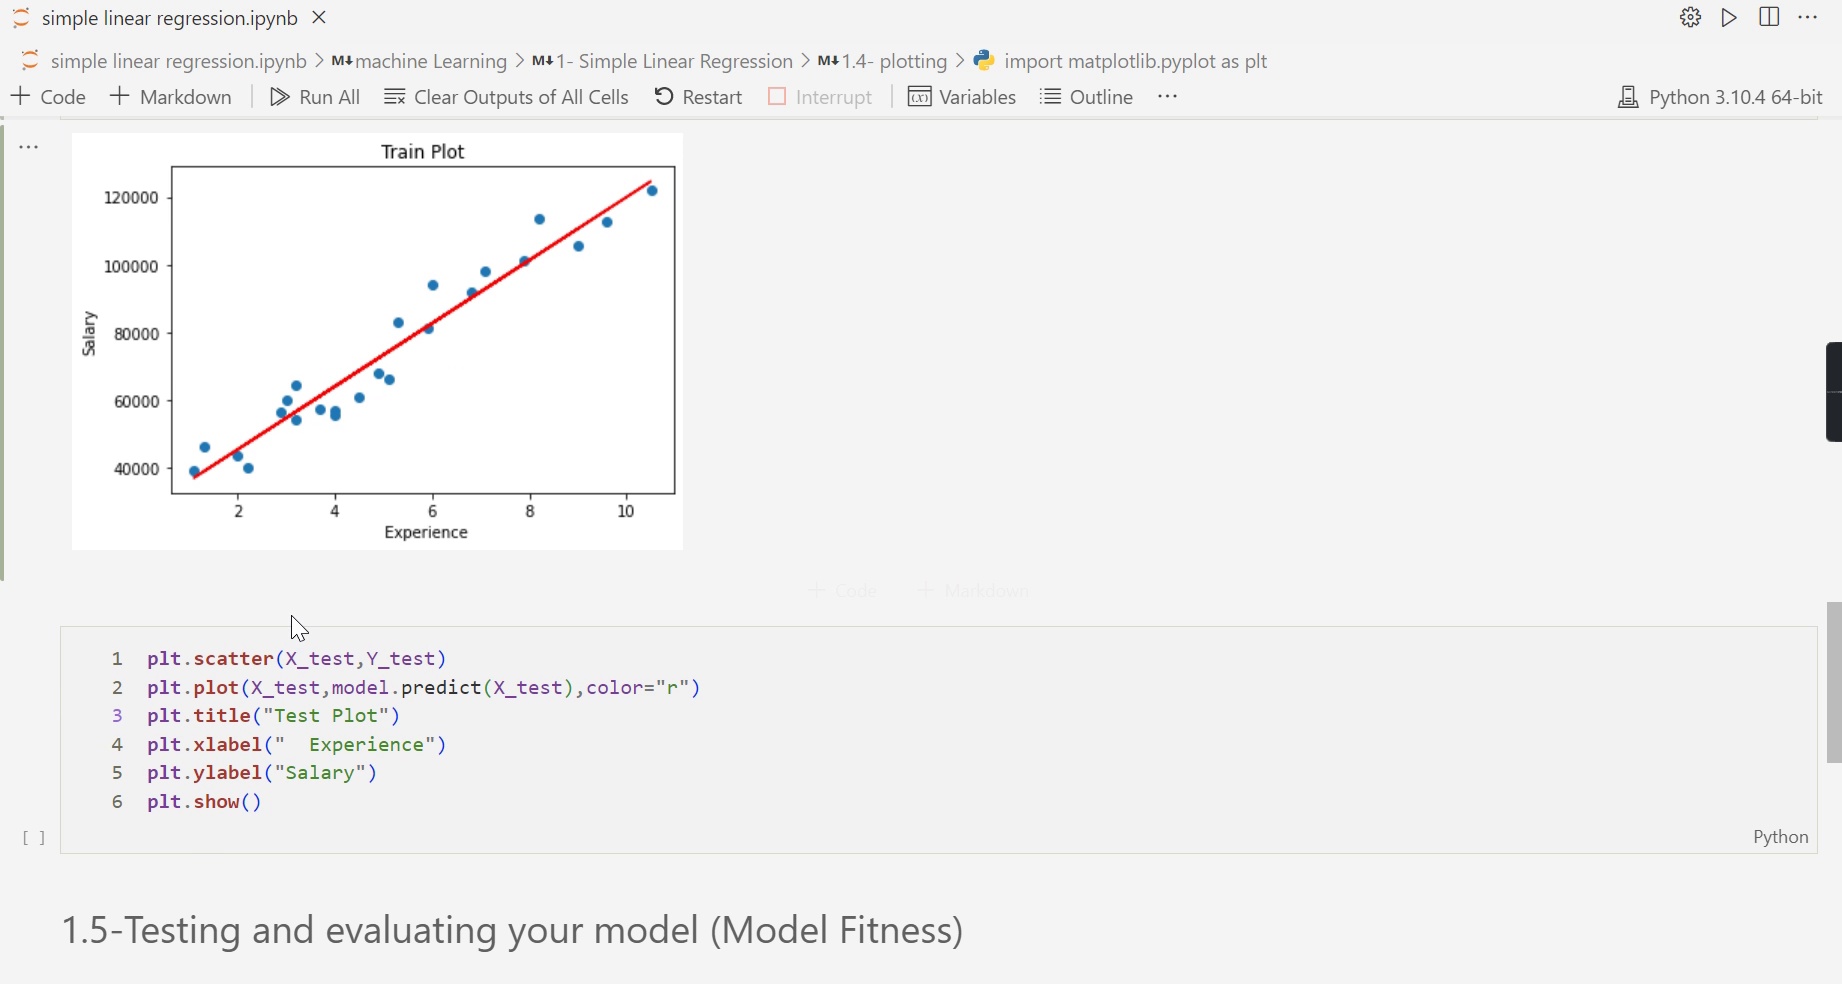 simple linear regression.ipynb
simple linear regression.ipynb > M↓ machine Learning > M↓ 1- Simple Linear Regression > M↓ 1.4- plotting > import matplotlib.pyplot as plt
+ Code + Markdown | Run All Clear Outputs of All Cells Restart Interrupt | Variables Outline ··· Python 3.10.4 64-bit
Train Plot
120000
100000
80000
60000
40000
Salary
2 4 6 8 10
Experience
+ Code + Markdown
1 plt.scatter(X_test,Y_test)
2 plt.plot(X_test,model.predict(X_test),color="r")
3 plt.title("Test Plot")
4 plt.xlabel("  Experience")
5 plt.ylabel("Salary")
6 plt.show()
[ ]
Python
1.5-Testing and evaluating your model (Model Fitness)